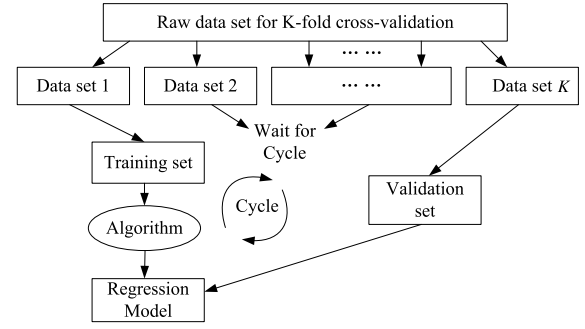 Raw data set for K-fold cross-validation
... ...
Data set 1
Data set 2
... ...
Data set K
Wait for
Cycle
Training set
Cycle
Validation
set
Algorithm
Regression
Model